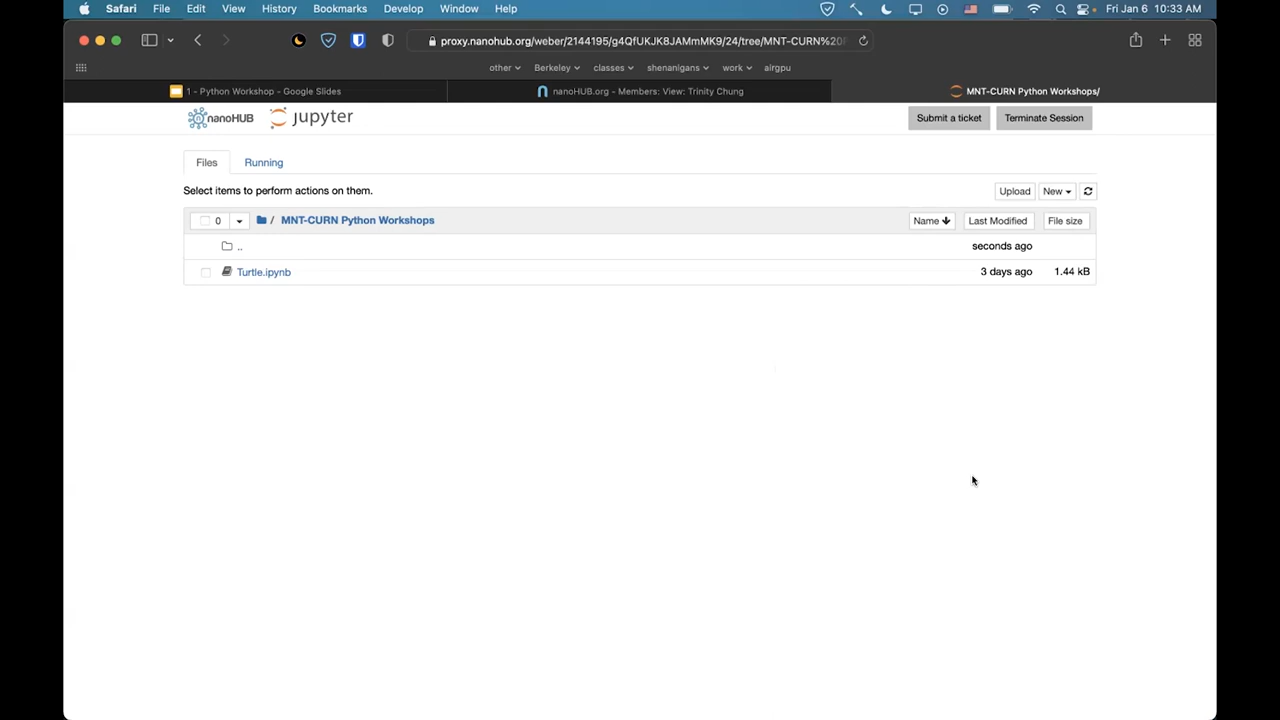 Safari File Edit View History Bookmarks Develop Window Help Fri Jan 6 10:33 AM
proxy.nanohub.org/weber/2144195/g4QfUKJK8JAMmMK9/24/tree/MNT-CURN%20
other Berkeley classes shenanigans work airgpu
1 - Python Workshop - Google Slides nanoHUB.org - Members: View: Trinity Chung MNT-CURN Python Workshops/
nanoHUB jupyter Submit a ticket Terminate Session
Files Running
Select items to perform actions on them. Upload New
0 / MNT-CURN Python Workshops Name Last Modified File size
.. seconds ago
Turtle.ipynb 3 days ago 1.44 kB